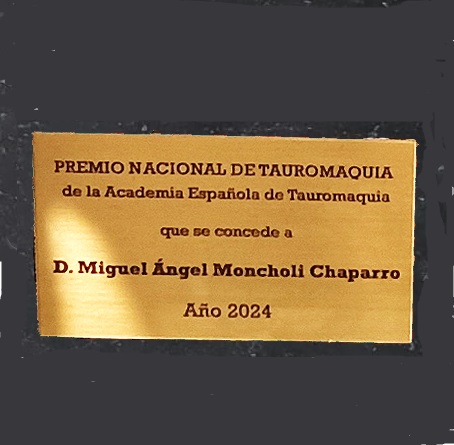 PREMIO NACIONAL DE TAUROMAQUIA
de la Academia Española de Tauromaquia
que se concede a
D. Miguel Ángel Moncholi Chaparro
Año 2024